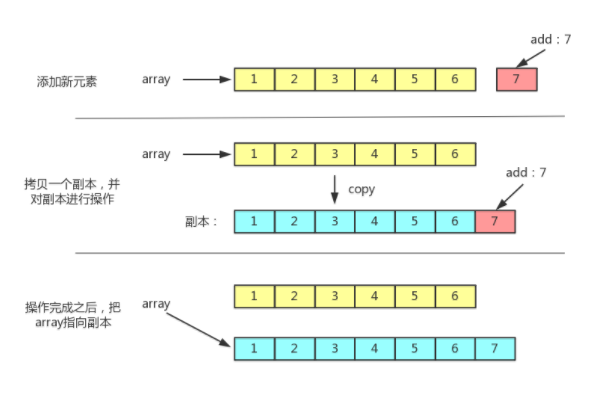 add：7
添加新元素 array 1 2 3 4 5 6 7
array 1 2 3 4 5 6
拷贝一个副本，并
对副本进行操作
copy
add：7
副本： 1 2 3 4 5 6 7
操作完成之后，把
array指向副本
array
1 2 3 4 5 6
1 2 3 4 5 6 7